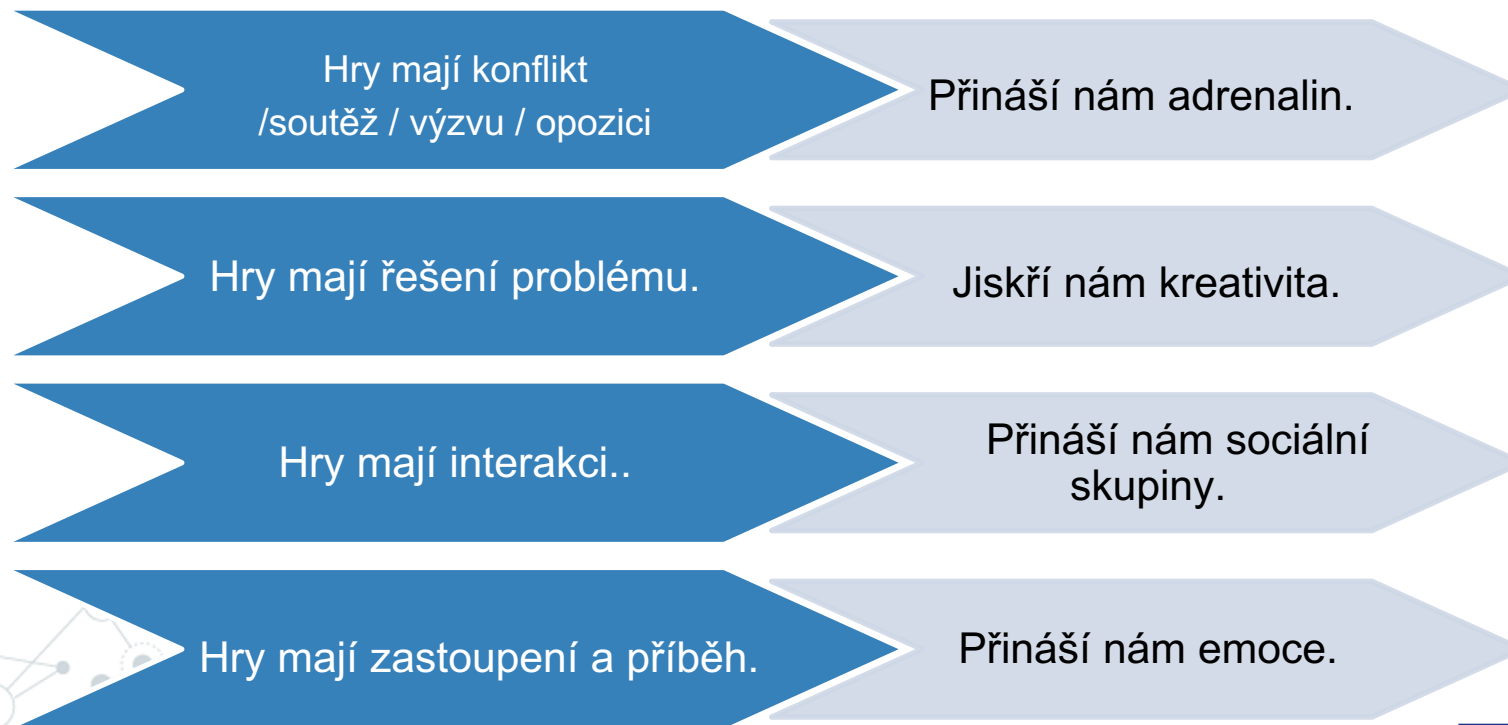 Hry mají konflikt
/soutěž / výzvu / opozici
Přináší nám adrenalin.
Hry mají řešení problému.
Jiskří nám kreativita.
Hry mají interakci..
Přináší nám sociální
skupiny.
Hry mají zastoupení a příběh.
Přináší nám emoce.